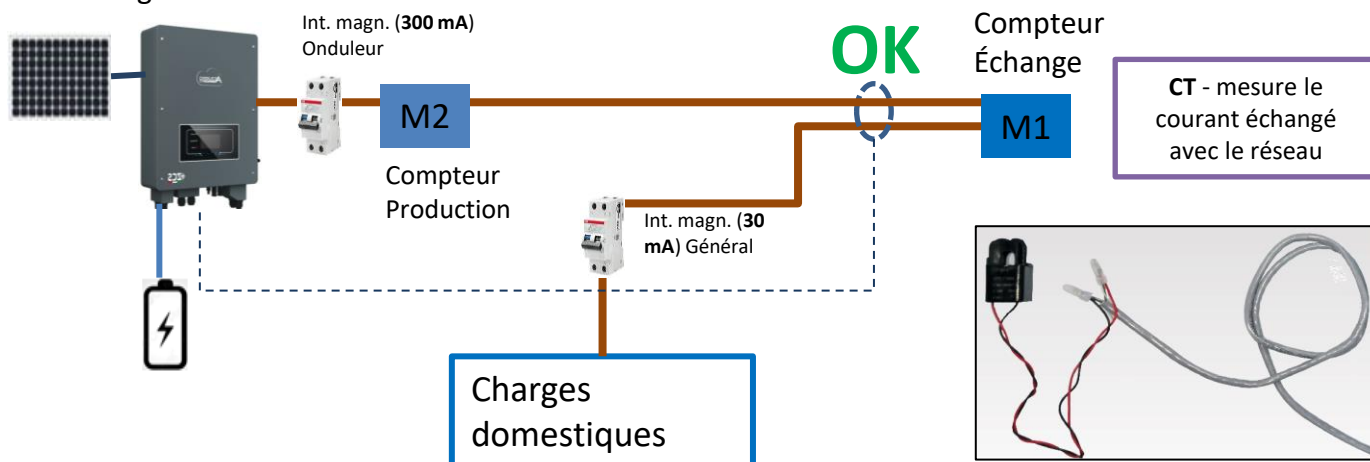 Int. magn. (300 mA)
Onduleur
OK
Compteur
Échange
CT - mesure le
courant échangé
avec le réseau
M2
M1
Compteur
Production
Int. magn. (30
mA) Général
Charges
domestiques